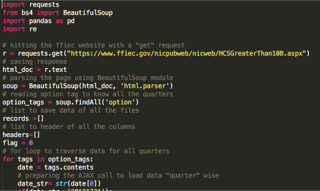 import requests
from bs4 import BeautifulSoup
import pandas as pd
import re
# hitting the ffiec website with a "get" request
r = requests.get("https://www.ffiec.gov/nicpubweb/nicweb/HCSGreaterThan10B.aspx")
# saving response
html_doc = r.text
# parsing the page using BeautifulSoup module
soup = BeautifulSoup(html_doc, 'html.parser')
# reading option tag to know all the quarters
option_tags = soup.findAll('option')
# list to save data of all the files
records =[]
# list to header of all the columns
headers=[]
flag = 0
# for loop to traverse data for all quarters
for tags in option_tags:
date = tags.contents
# preparing the AJAX call to load data "quarter" wise
date_str= str(date[0])